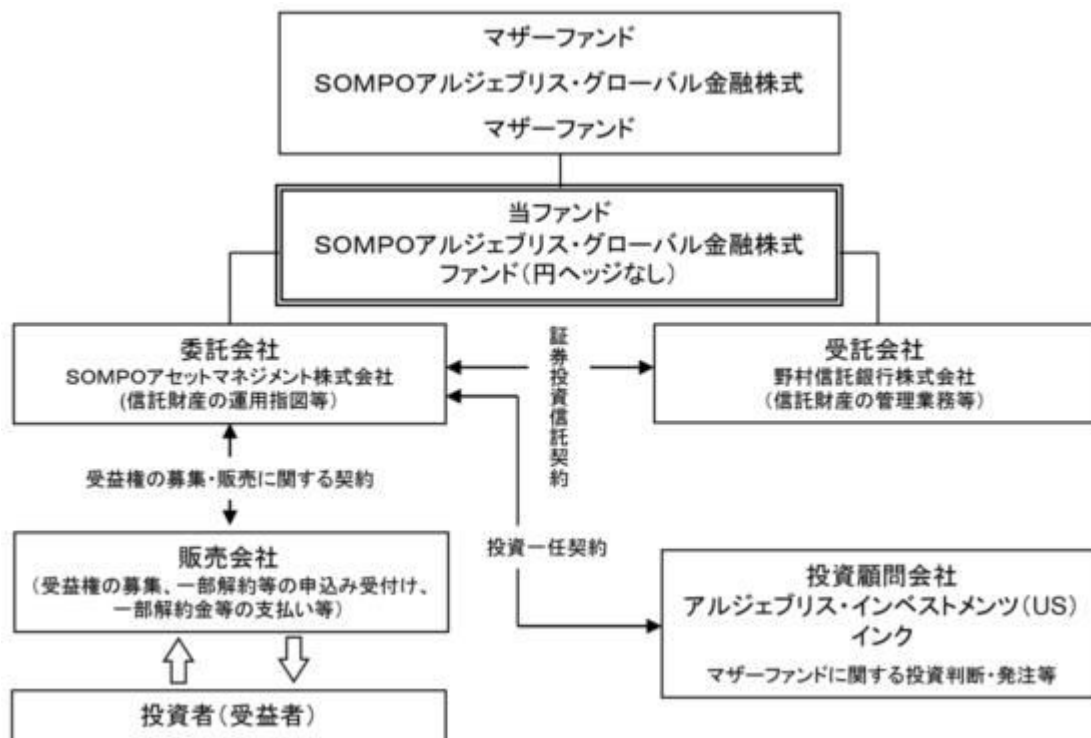 マザーファンド
SOMPOアルジェブリス・グローバル金融株式
マザーファンド
当ファンド
SOMPOアルジェブリス・グローバル金融株式
ファンド(円ヘッジなし)
委託会社
SOMPOアセットマネジメント株式会社
(信託財産の運用指図等)
証券投資信託契約
受託会社
野村信託銀行株式会社
(信託財産の管理業務等)
受益権の募集・販売に関する契約
投資一任契約
販売会社
(受益権の募集、一部解約等の申込み受付け、
一部解約金等の支払い等)
投資顧問会社
アルジェブリス・インベストメンツ(US)
インク
マザーファンドに関する投資判断・発注等
投資者(受益者)